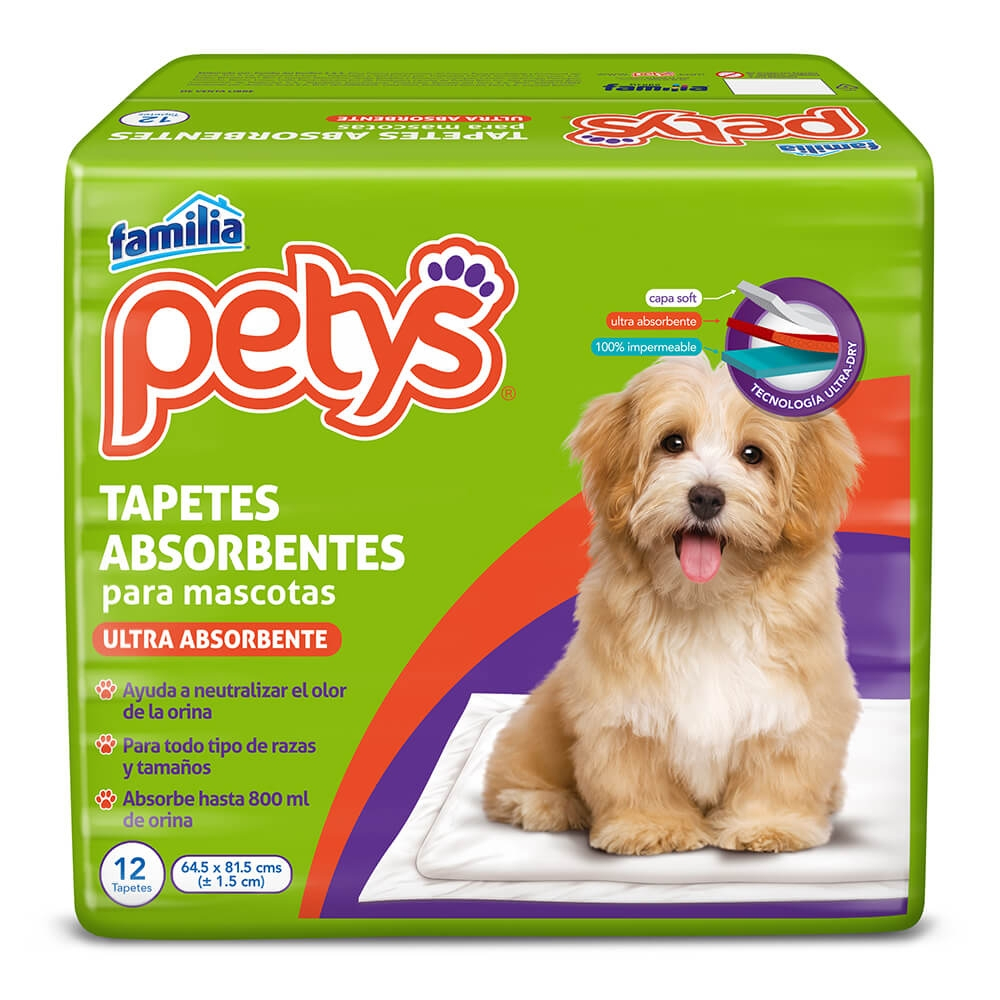 familia
petys
TAPETES ABSORBENTES
para mascotas
ULTRA ABSORBENTE
12
Tapetes
familia
petys®
capa soft
ultra absorbente
100% impermeable
TECNOLOGÍA ULTRA-DRY
TAPETES
ABSORBENTES
para mascotas
ULTRA ABSORBENTE
Ayuda a neutralizar el olor
de la orina
Para todo tipo de razas
y tamaños
Absorbe hasta 800 ml
de orina
12
Tapetes
64.5 x 81.5 cms
(± 1.5 cm)
familia